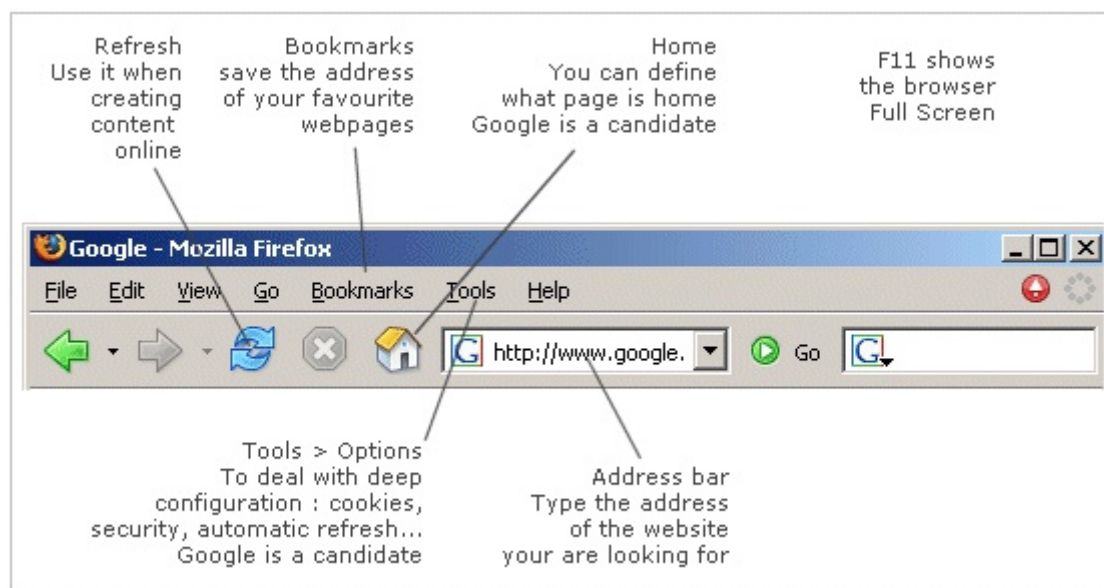 Refresh
Use it when
creating
content
online
Bookmarks
save the address
of your favourite
webpages
Home
You can define
what page is home
Google is a candidate
F11 shows
the browser
Full Screen
Google - Mozilla Firefox
File Edit View Go Bookmarks Tools Help
G http://www.google. Go G
Tools > Options
To deal with deep
configuration : cookies,
security, automatic refresh...
Google is a candidate
Address bar
Type the address
of the website
your are looking for